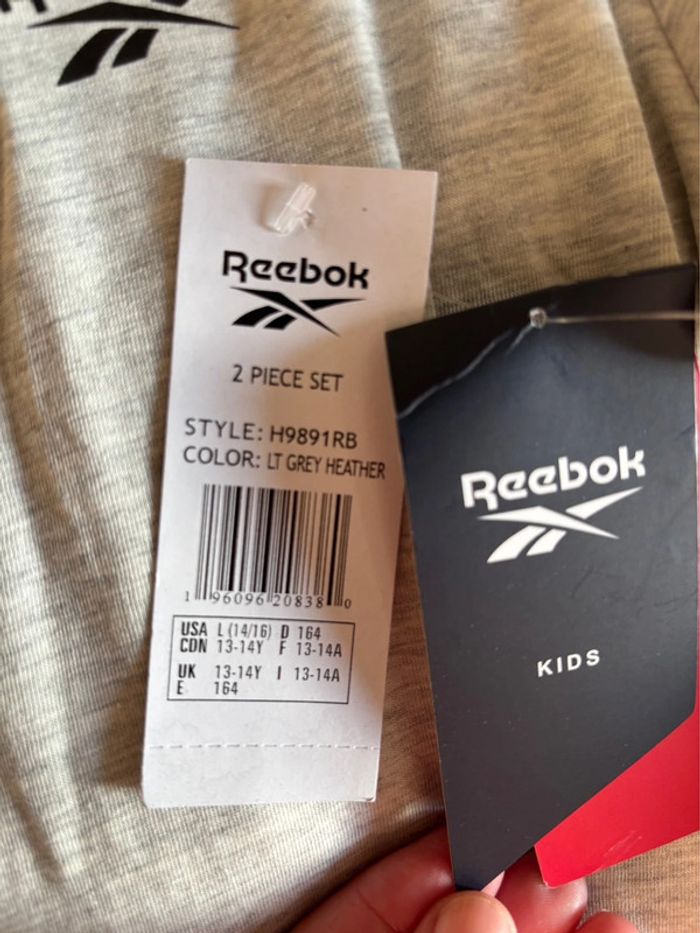 Reebok
2 PIECE SET
STYLE: H9891RB
COLOR: LT GREY HEATHER
1 96096 20838 0
USA L (14/16) D 164
CDN 13-14Y F 13-14A
UK 13-14Y I 13-14A
E 164
Reebok
KIDS